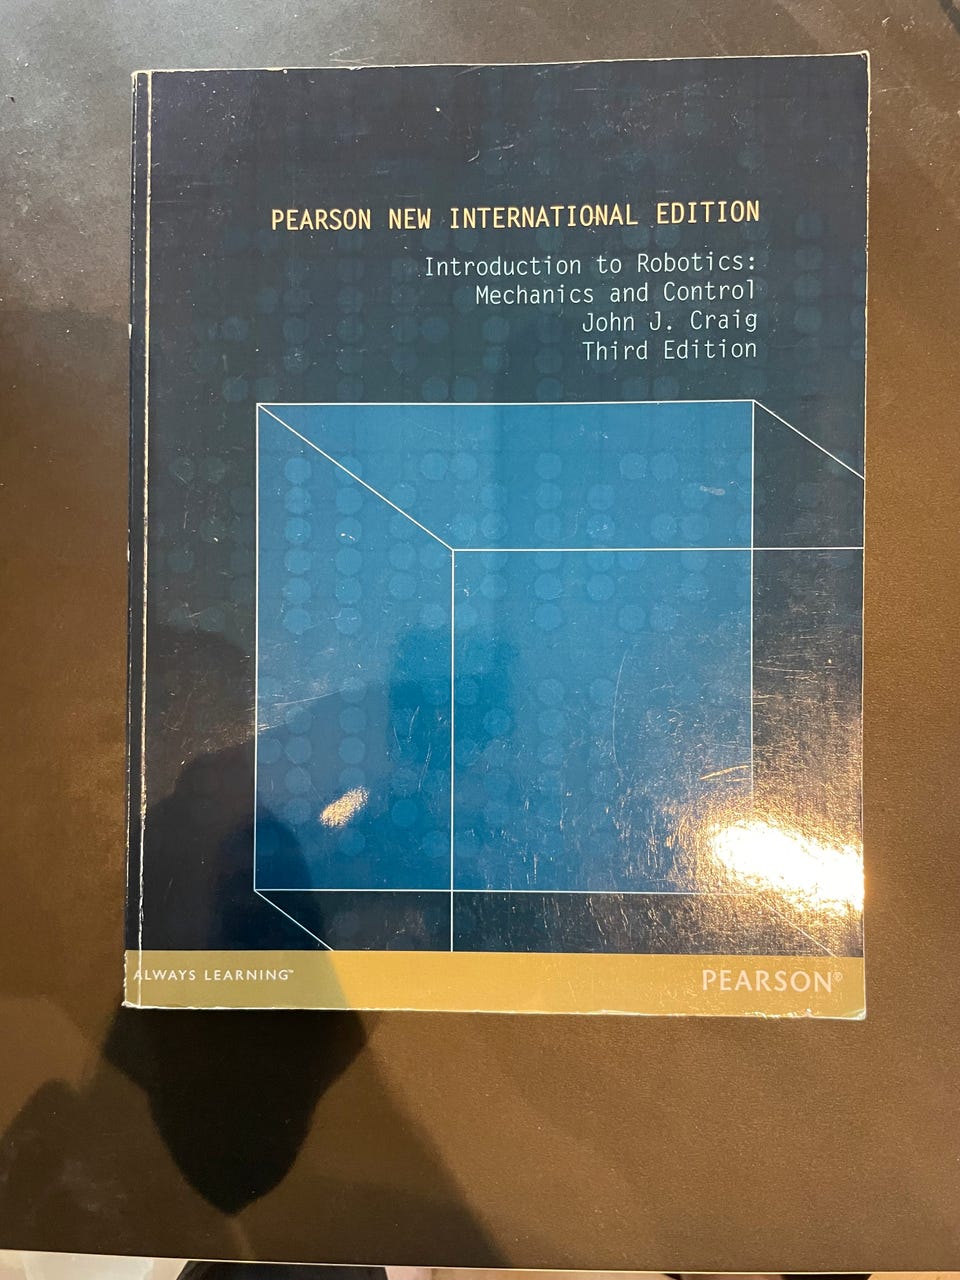 PEARSON NEW INTERNATIONAL EDITION
Introduction to Robotics:
Mechanics and Control
John J. Craig
Third Edition
ALWAYS LEARNING™
PEARSON®